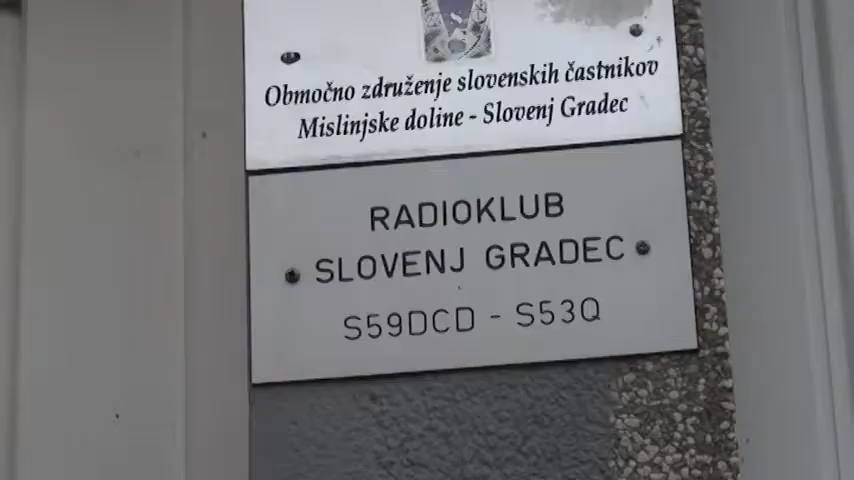 Območno združenje slovenskih častnikov
Mislinjske doline - Slovenj Gradec
RADIOKLUB
SLOVENJ GRADEC
S59DCD - S53Q